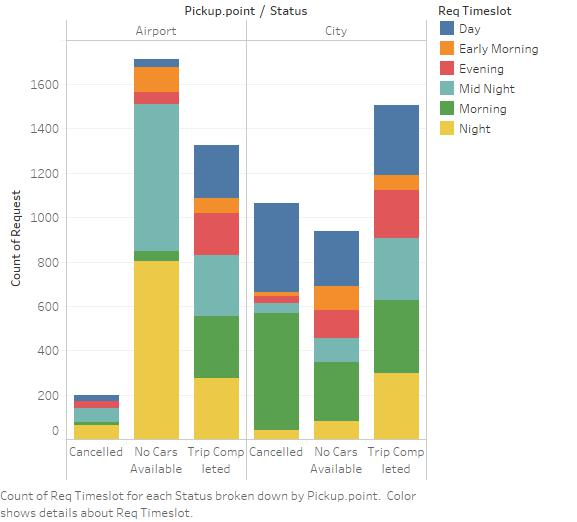 Pickup.point / Status
Airport
City
Count of Request
1600
1400
1200
1000
800
600
400
200
0
Cancelled
No Cars
Available
Trip Comp
leted
Cancelled
No Cars
Available
Trip Comp
leted
Req Timeslot
Day
Early Morning
Evening
Mid Night
Morning
Night
Count of Req Timeslot for each Status broken down by Pickup.point. Color
shows details about Req Timeslot.